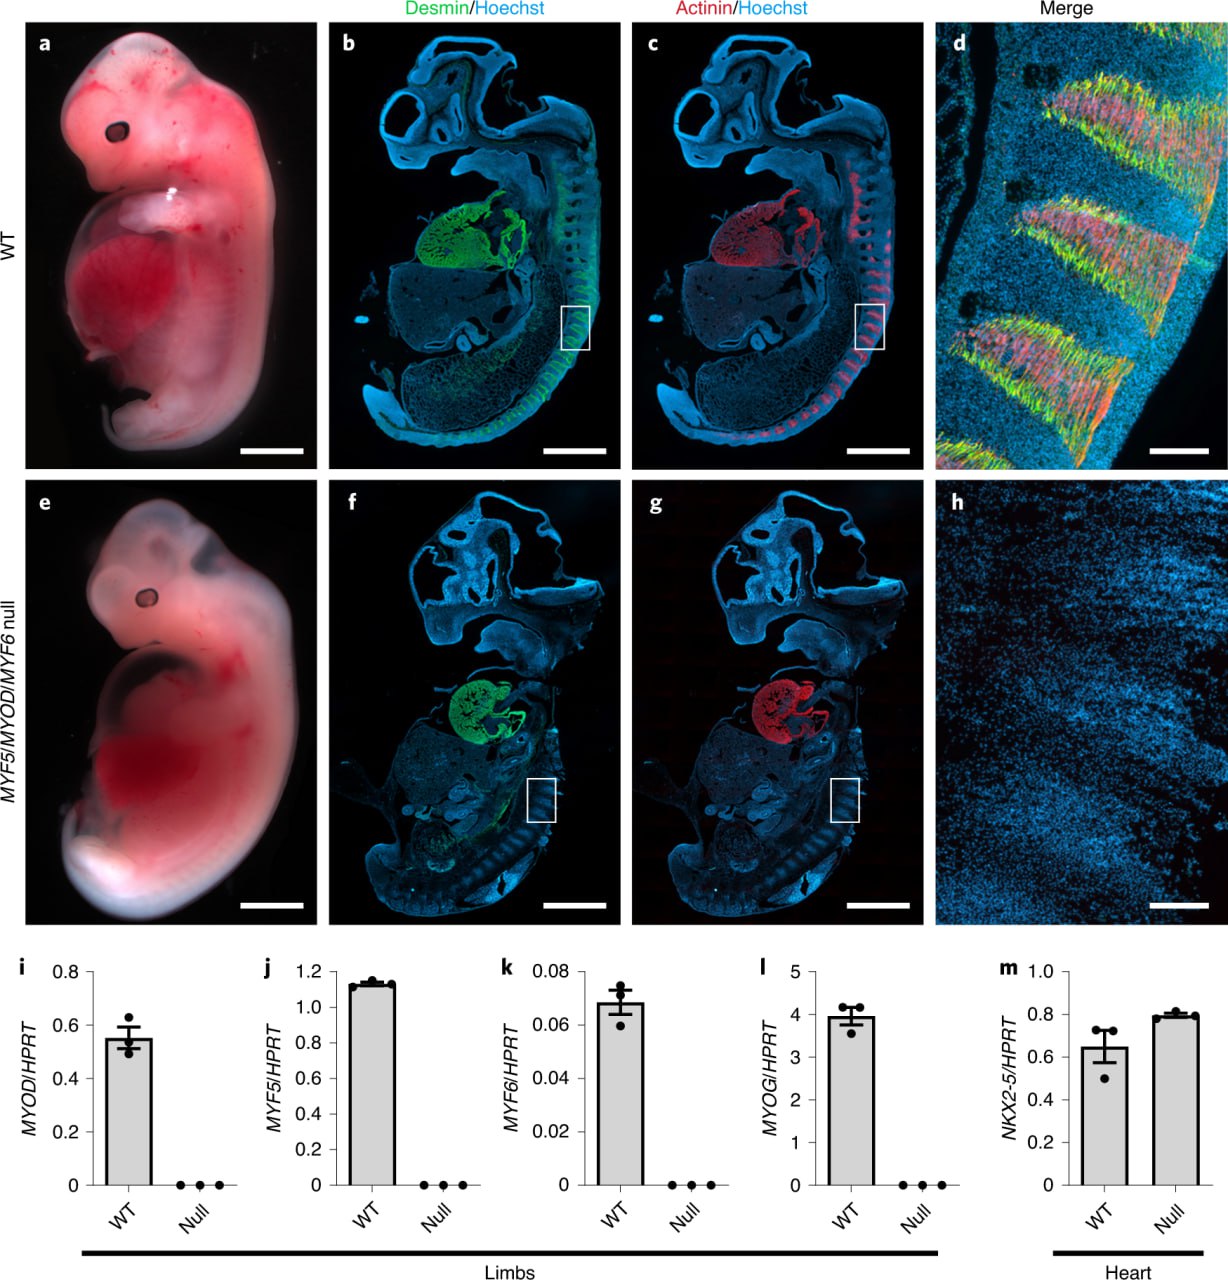 Desmin/Hoechst Actinin/Hoechst Merge
a b c d
WT
e f g h
MYF5/MYOD/MYF6 null
i j k l m
MYOD/HPRT
0.8
0.6
0.4
0.2
0
WT Null
MYF5/HPRT
1.2
1.0
0.8
0.6
0.4
0.2
0
WT Null
MYF6/HPRT
0.08
0.06
0.04
0.02
0
WT Null
MYOG/HPRT
5
4
3
2
1
0
WT Null
NKX2-5/HPRT
1.0
0.8
0.6
0.4
0.2
0
WT Null
Limbs Heart